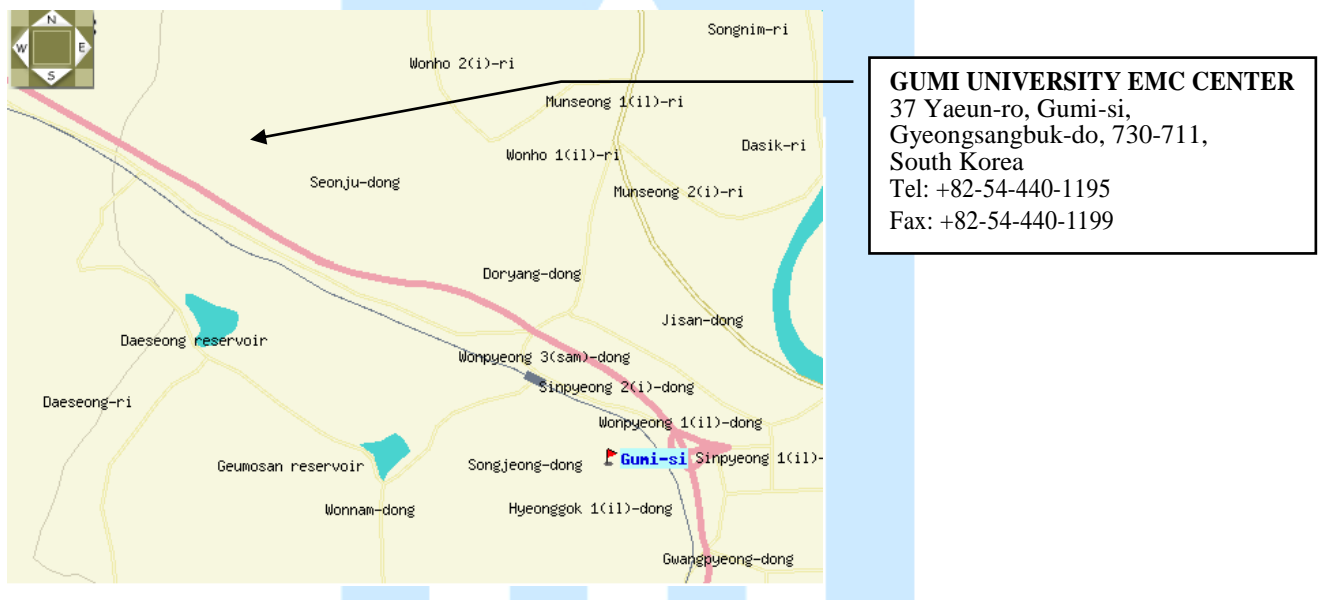 N
W E
S
Songnim-ri
Wonho 2(i)-ri
Munseong 1(il)-ri
Dasik-ri
Wonho 1(il)-ri
Seonju-dong
Munseong 2(i)-ri
Doryang-dong
Jisan-dong
Daeseong reservoir
Wonpyeong 3(sam)-dong
Sinpyeong 2(i)-dong
Daeseong-ri
Wonpyeong 1(il)-dong
Gumi-si
Sinpyeong 1(il)-
Geumosan reservoir
Songjeong-dong
Wonnam-dong
Hyeonggok 1(il)-dong
Gwangpyeong-dong
GUMI UNIVERSITY EMC CENTER
37 Yaeun-ro, Gumi-si,
Gyeongsangbuk-do, 730-711,
South Korea
Tel: +82-54-440-1195
Fax: +82-54-440-1199